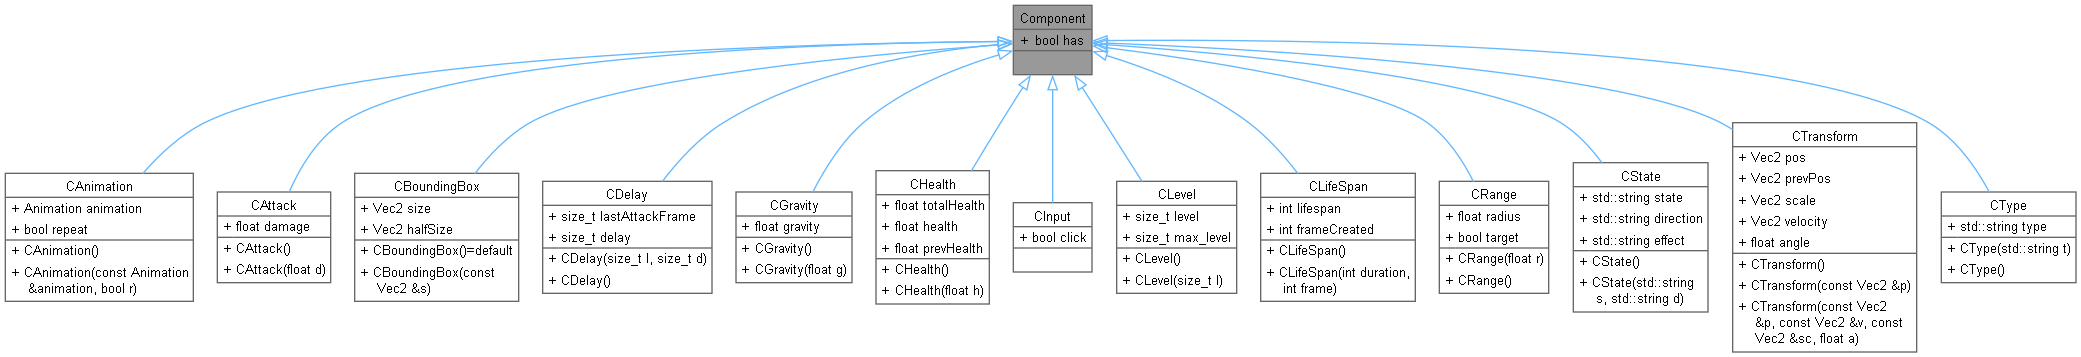 Component
+ bool has
CAnimation
+ Animation animation
+ bool repeat
+ CAnimation()
+ CAnimation(const Animation
&animation, bool r)
CAttack
+ float damage
+ CAttack()
+ CAttack(float d)
CBoundingBox
+ Vec2 size
+ Vec2 halfSize
+ CBoundingBox()=default
+ CBoundingBox(const
Vec2 &s)
CDelay
+ size_t lastAttackFrame
+ size_t delay
+ CDelay(size_t l, size_t d)
+ CDelay()
CGravity
+ float gravity
+ CGravity()
+ CGravity(float g)
CHealth
+ float totalHealth
+ float health
+ float prevHealth
+ CHealth()
+ CHealth(float h)
CInput
+ bool click
CLevel
+ size_t level
+ size_t max_level
+ CLevel()
+ CLevel(size_t l)
CLifeSpan
+ int lifespan
+ int frameCreated
+ CLifeSpan()
+ CLifeSpan(int duration,
int frame)
CRange
+ float radius
+ bool target
+ CRange(float r)
+ CRange()
CState
+ std::string state
+ std::string direction
+ std::string effect
+ CState()
+ CState(std::string
s, std::string d)
CTransform
+ Vec2 pos
+ Vec2 prevPos
+ Vec2 scale
+ Vec2 velocity
+ float angle
+ CTransform()
+ CTransform(const Vec2 &p)
+ CTransform(const Vec2
&p, const Vec2 &v, const
Vec2 &sc, float a)
CType
+ std::string type
+ CType(std::string t)
+ CType()